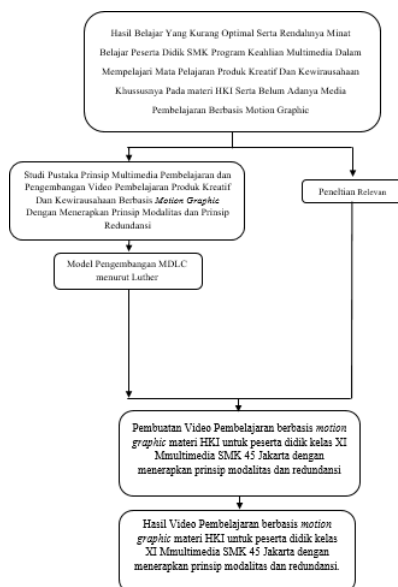 Hasil Belajar Yang Kurang Optimal Serta Rendahnya Minat
Belajar Peserta Didik SMK Program Keahlian Multimedia Dalam
Mempelajari Mata Pelajaran Produk Kreatif Dan Kewirausahaan
Khususnya Pada materi HKI Serta Belum Adanya Media
Pembelajaran Berbasis Motion Graphic
Studi Pustaka Prinsip Multimedia Pembelajaran dan
Pengembangan Video Pembelajaran Produk Kreatif
Dan Kewirausahaan Berbasis Motion Graphic
Dengan Menerapkan Prinsip Modalitas dan Prinsip
Redundansi
Peneltian Relevan
Model Pengembangan MDLC
menurut Luther
Pembuatan Video Pembelajaran berbasis motion
graphic materi HKI untuk peserta didik kelas XI
Mmultimedia SMK 45 Jakarta dengan
menerapkan prinsip modalitas dan redundansi
Hasil Video Pembelajaran berbasis motion
graphic materi HKI untuk peserta didik kelas
XI Mmultimedia SMK 45 Jakarta dengan
menerapkan prinsip modalitas dan redundansi.